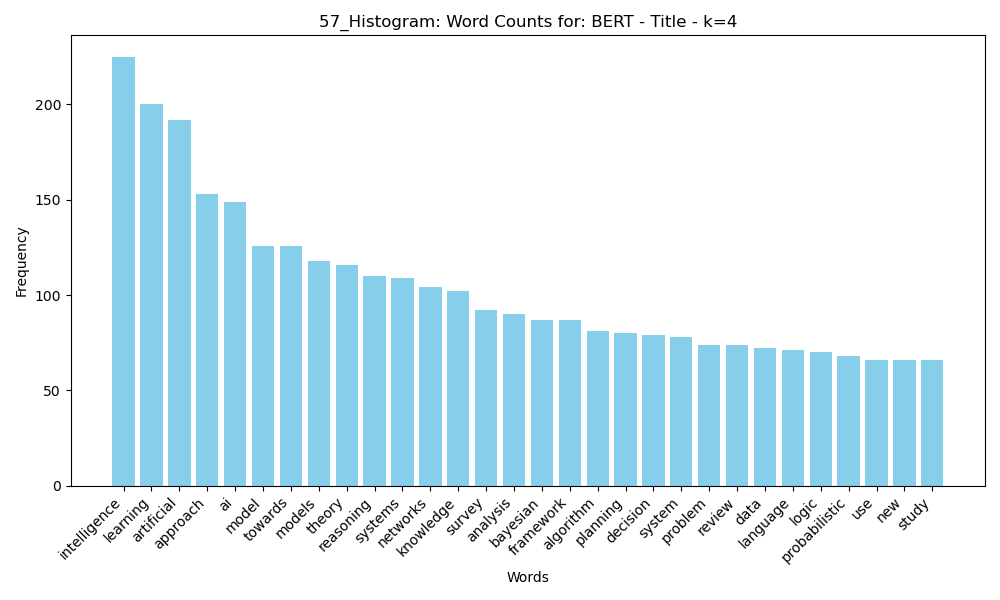 57_Histogram: Word Counts for: BERT - Title - k=4
Frequency
200
150
100
50
0
intelligence
learning
artificial
approach
ai
model
towards
models
theory
reasoning
systems
networks
knowledge
survey
analysis
bayesian
framework
algorithm
planning
decision
system
problem
review
data
language
logic
probabilistic
use
new
study
Words